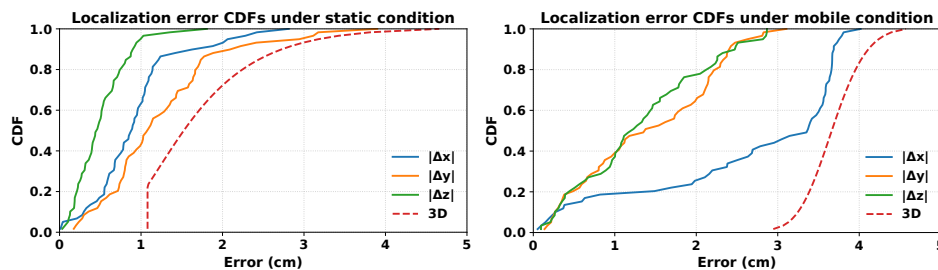 Localization error CDFs under static condition
CDF
1.0
0.8
0.6
0.4
0.2
0.0
|Δx|
|Δy|
|Δz|
3D
0 1 2 3 4 5
Error (cm)
Localization error CDFs under mobile condition
CDF
1.0
0.8
0.6
0.4
0.2
0.0
|Δx|
|Δy|
|Δz|
3D
0 1 2 3 4 5
Error (cm)